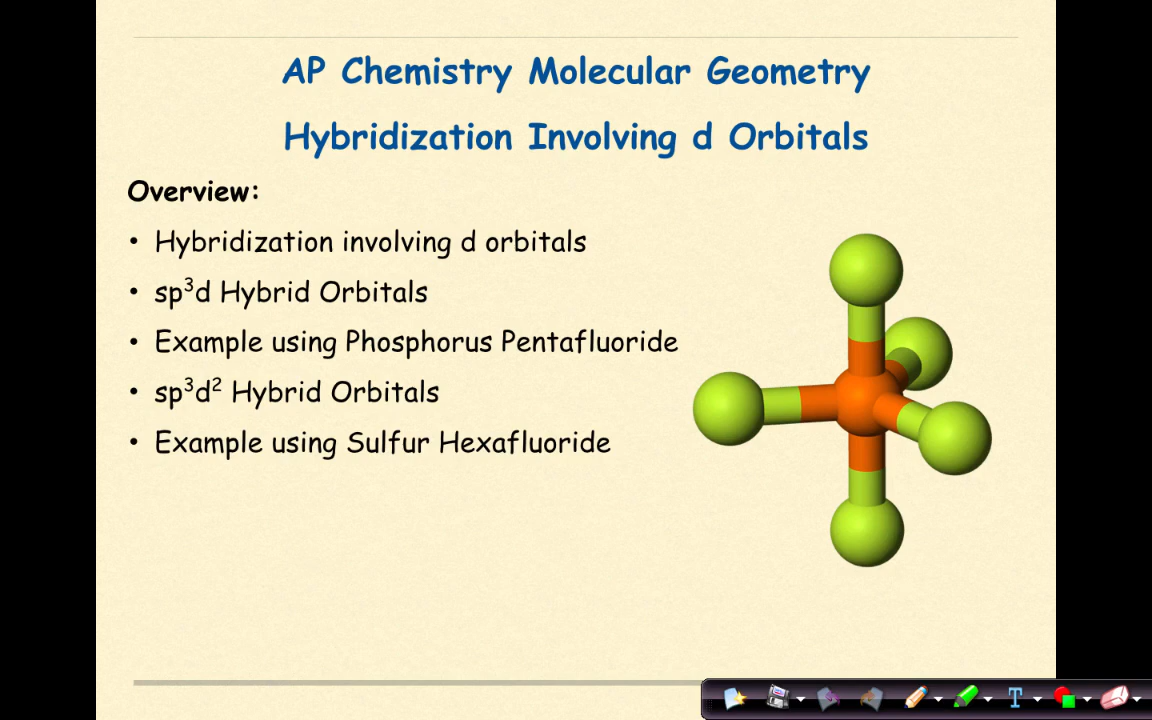 AP Chemistry Molecular Geometry
Hybridization Involving d Orbitals
Overview:
• Hybridization involving d orbitals
• sp³d Hybrid Orbitals
• Example using Phosphorus Pentafluoride
• sp³d² Hybrid Orbitals
• Example using Sulfur Hexafluoride
T